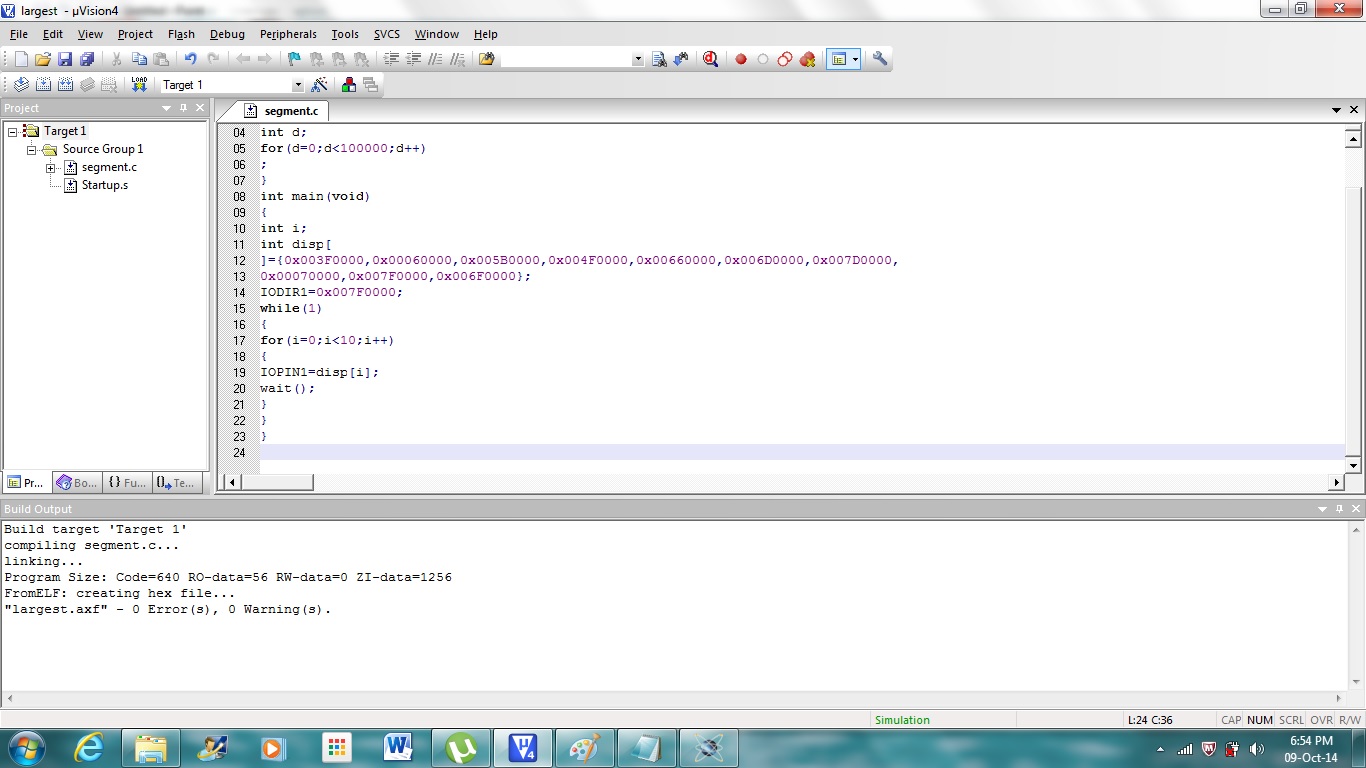 largest - µVision4
File Edit View Project Flash Debug Peripherals Tools SVCS Window Help
LOAD Target 1
Project
segment.c
Target 1
Source Group 1
segment.c
Startup.s
04 int d;
05 for(d=0;d<100000;d++)
06 ;
07 }
08 int main(void)
09 {
10 int i;
11 int disp[
12 ]={0x003F0000,0x00060000,0x005B0000,0x004F0000,0x00660000,0x006D0000,0x007D0000,
13 0x00070000,0x007F0000,0x006F0000};
14 IODIR1=0x007F0000;
15 while(1)
16 {
17 for(i=0;i<10;i++)
18 {
19 IOPIN1=disp[i];
20 wait();
21 }
22 }
23 }
24
Pr... Bo... {} Fu... Te...
Build Output
Build target 'Target 1'
compiling segment.c...
linking...
Program Size: Code=640 RO-data=56 RW-data=0 ZI-data=1256
FromELF: creating hex file...
"largest.axf" - 0 Error(s), 0 Warning(s).
Simulation L:24 C:36 CAP NUM SCRL OVR R/W
6:54 PM
09-Oct-14